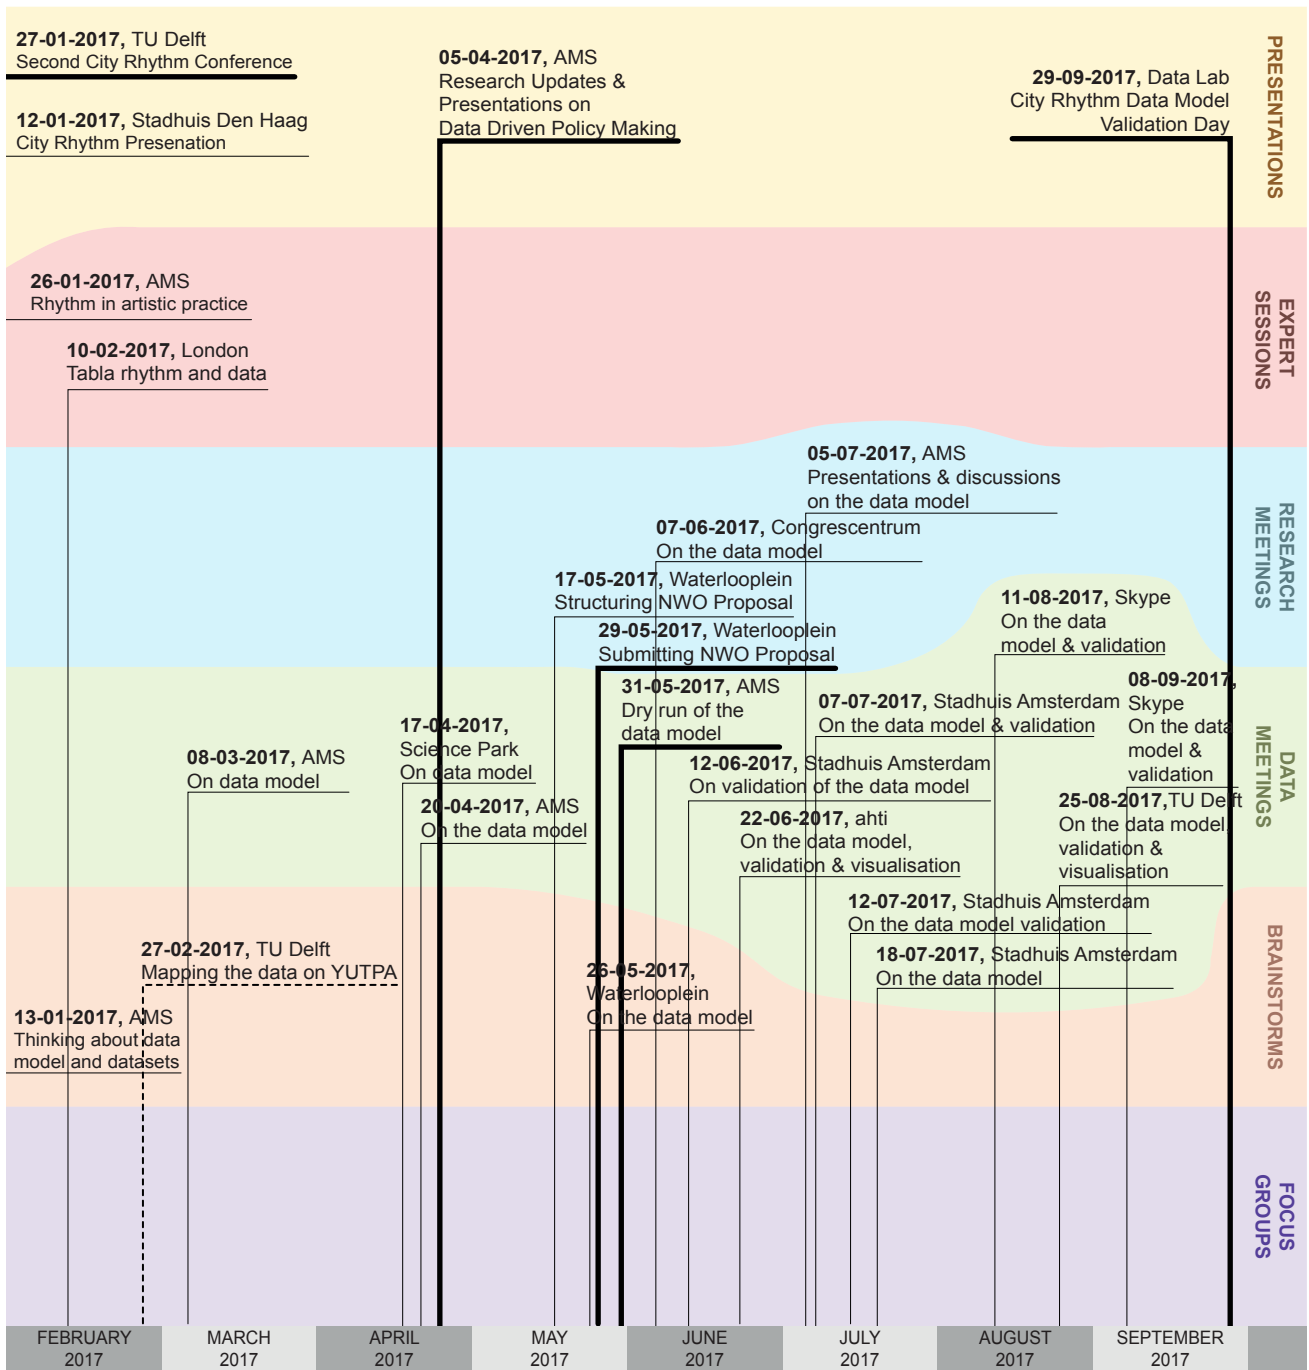 27-01-2017, TU Delft
Second City Rhythm Conference
12-01-2017, Stadhuis Den Haag
City Rhythm Presenation
05-04-2017, AMS
Research Updates &
Presentations on
Data Driven Policy Making
29-09-2017, Data Lab
City Rhythm Data Model
Validation Day
PRESENTATIONS
26-01-2017, AMS
Rhythm in artistic practice
10-02-2017, London
Tabla rhythm and data
EXPERT
SESSIONS
05-07-2017, AMS
Presentations & discussions
on the data model
07-06-2017, Congrescentrum
On the data model
17-05-2017, Waterlooplein
Structuring NWO Proposal
29-05-2017, Waterlooplein
Submitting NWO Proposal
RESEARCH
MEETINGS
11-08-2017, Skype
On the data
model & validation
08-09-2017,
Skype
On the data
model &
validation
31-05-2017, AMS
Dry run of the
data model
07-07-2017, Stadhuis Amsterdam
On the data model & validation
17-04-2017,
Science Park
On data model
08-03-2017, AMS
On data model
12-06-2017, Stadhuis Amsterdam
On validation of the data model
20-04-2017, AMS
On the data model
22-06-2017, ahti
On the data model,
validation & visualisation
25-08-2017,TU Delft
On the data model,
validation &
visualisation
DATA
MEETINGS
12-07-2017, Stadhuis Amsterdam
On the data model validation
18-07-2017, Stadhuis Amsterdam
On the data model
27-02-2017, TU Delft
Mapping the data on YUTPA
26-05-2017,
Waterlooplein
On the data model
13-01-2017, AMS
Thinking about data
model and datasets
BRAINSTORMS
FOCUS
GROUPS
FEBRUARY
2017
MARCH
2017
APRIL
2017
MAY
2017
JUNE
2017
JULY
2017
AUGUST
2017
SEPTEMBER
2017